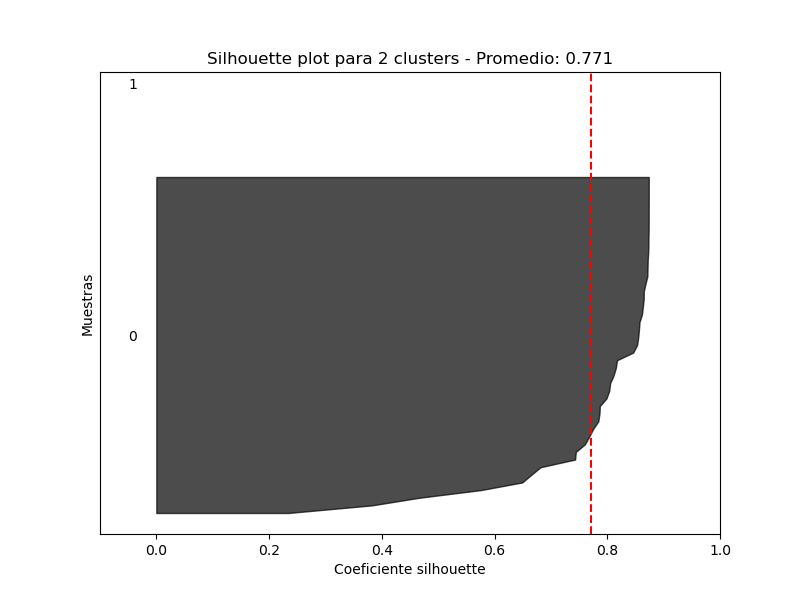 Silhouette plot para 2 clusters - Promedio: 0.771
1
0
Muestras
0.0 0.2 0.4 0.6 0.8 1.0
Coeficiente silhouette